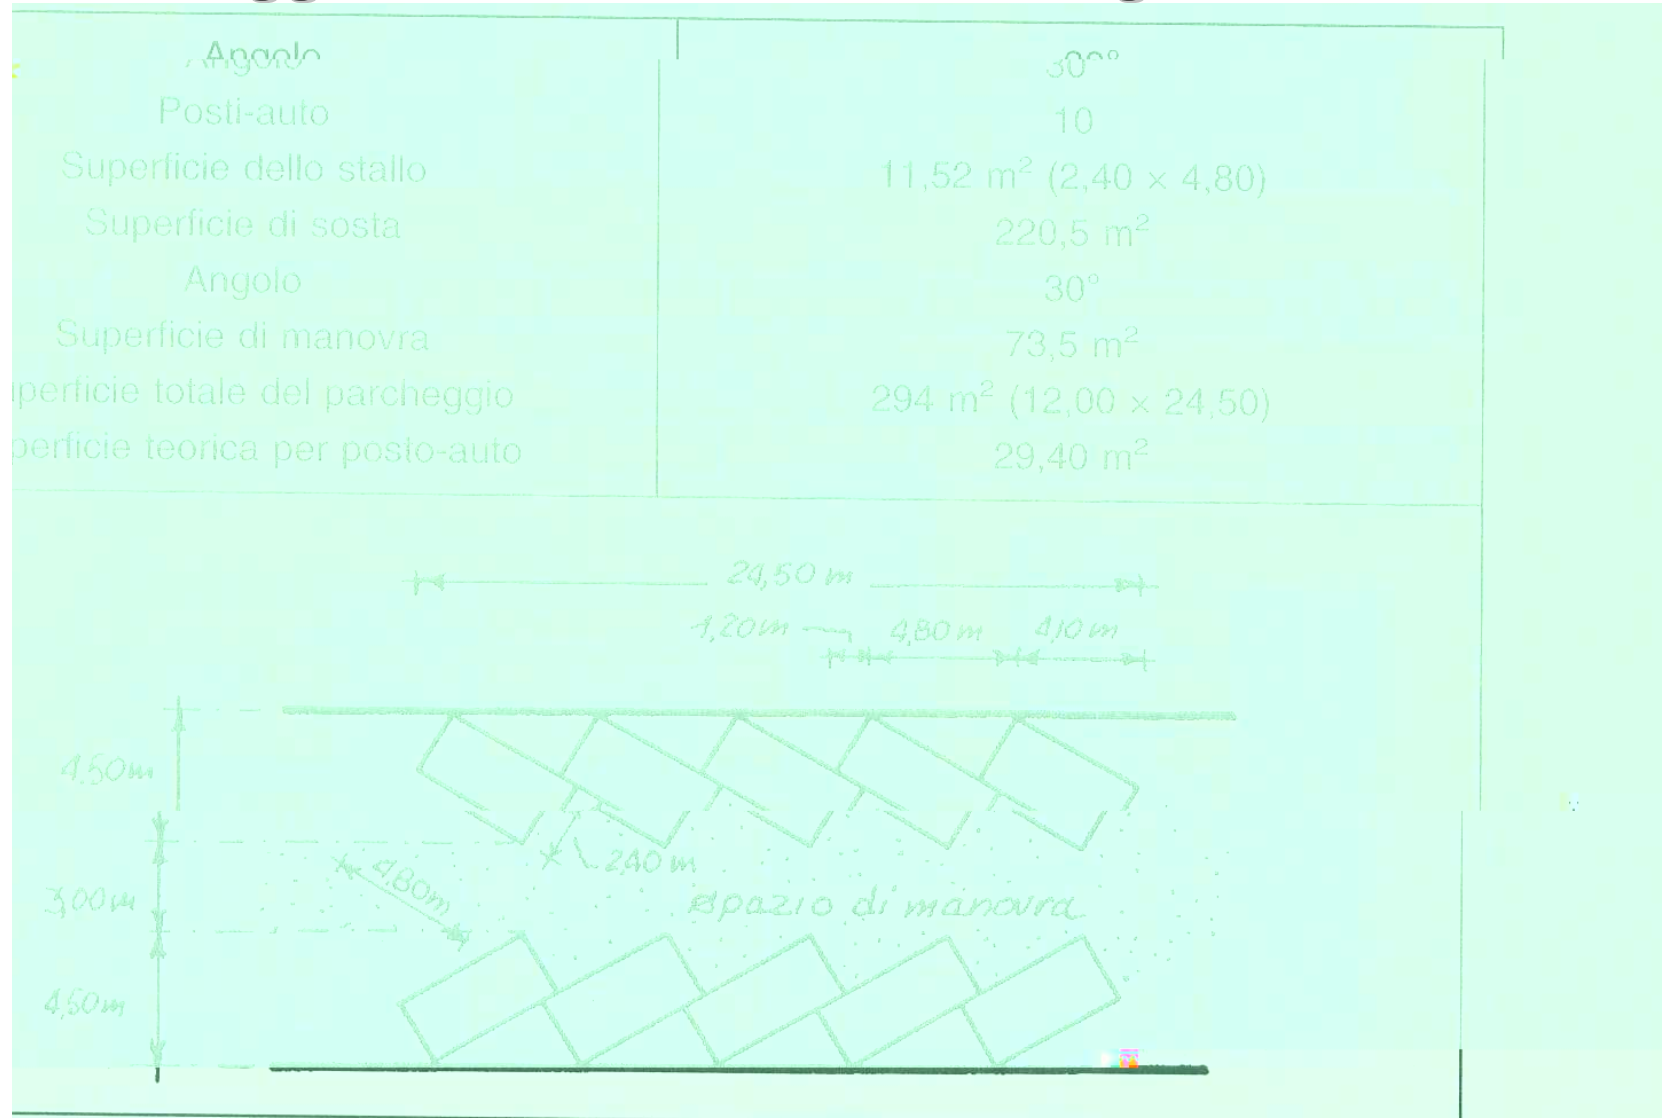 Angolo 30°
Posti-auto 10
Superficie dello stallo 11,52 m² (2,40 × 4,80)
Superficie di sosta 220,5 m²
Angolo 30°
Superficie di manovra 73,5 m²
perficie totale del parcheggio 294 m² (12,00 × 24,50)
perficie teorica per posto-auto 29,40 m²
24,50 m
1,20 m 4,80 m 4,10 m
4,50 m
2,40 m
4,80 m
3,00 m
spazio di manovra
4,50 m